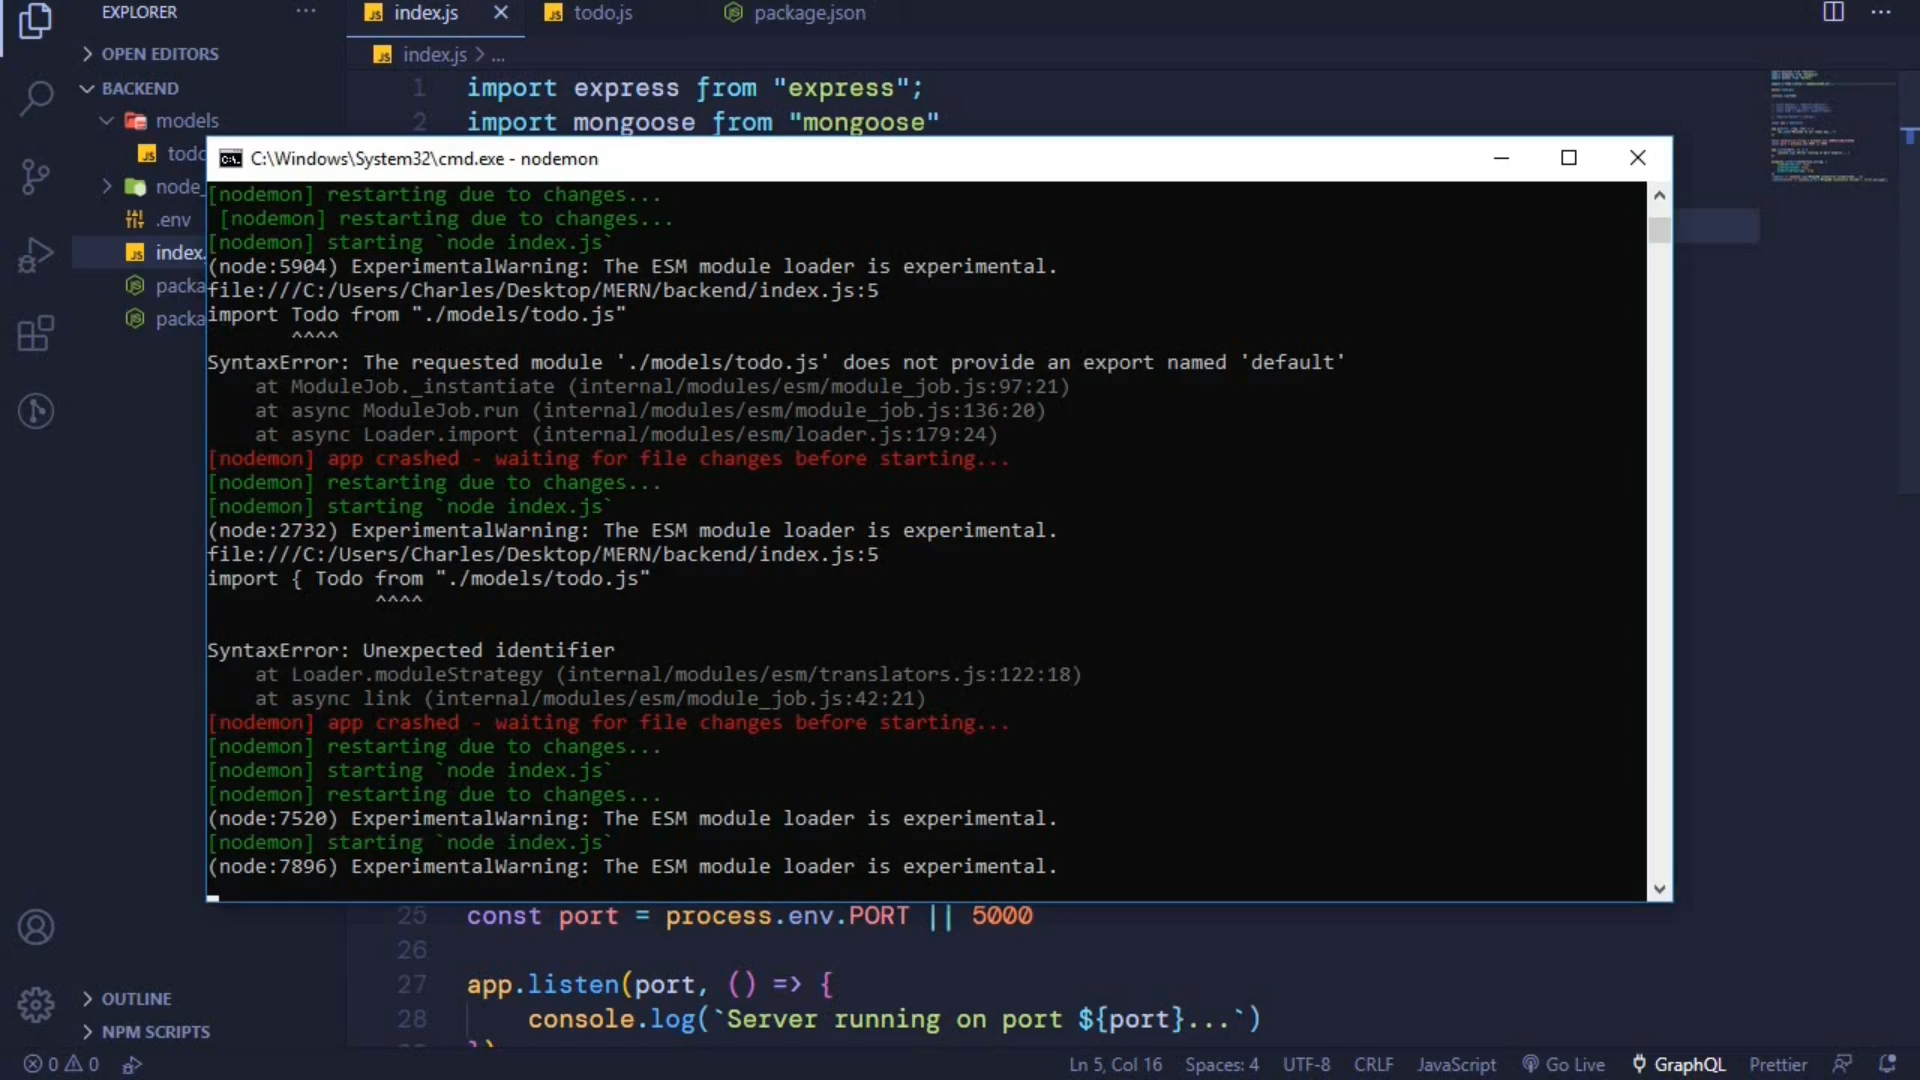 EXPLORER
index.js
todo.js
package.json
OPEN EDITORS
index.js > ...
BACKEND
1 import express from "express";
models
2 import mongoose from "mongoose"
todo
C:\Windows\System32\cmd.exe - nodemon
node_
.env
index.
packa
packa
[nodemon] restarting due to changes...
[nodemon] restarting due to changes...
[nodemon] starting `node index.js`
(node:5904) ExperimentalWarning: The ESM module loader is experimental.
file:///C:/Users/Charles/Desktop/MERN/backend/index.js:5
import Todo from "./models/todo.js"
^^^^
SyntaxError: The requested module './models/todo.js' does not provide an export named 'default'
at ModuleJob._instantiate (internal/modules/esm/module_job.js:97:21)
at async ModuleJob.run (internal/modules/esm/module_job.js:136:20)
at async Loader.import (internal/modules/esm/loader.js:179:24)
[nodemon] app crashed - waiting for file changes before starting...
[nodemon] restarting due to changes...
[nodemon] starting `node index.js`
(node:2732) ExperimentalWarning: The ESM module loader is experimental.
file:///C:/Users/Charles/Desktop/MERN/backend/index.js:5
import { Todo from "./models/todo.js"
^^^^
SyntaxError: Unexpected identifier
at Loader.moduleStrategy (internal/modules/esm/translators.js:122:18)
at async link (internal/modules/esm/module_job.js:42:21)
[nodemon] app crashed - waiting for file changes before starting...
[nodemon] restarting due to changes...
[nodemon] starting `node index.js`
[nodemon] restarting due to changes...
(node:7520) ExperimentalWarning: The ESM module loader is experimental.
[nodemon] starting `node index.js`
(node:7896) ExperimentalWarning: The ESM module loader is experimental.
25 const port = process.env.PORT || 5000
26
27 app.listen(port, () => {
28 console.log(`Server running on port ${port}...`)
OUTLINE
NPM SCRIPTS
0 0
Ln 5, Col 16
Spaces: 4
UTF-8
CRLF
JavaScript
Go Live
GraphQL
Prettier